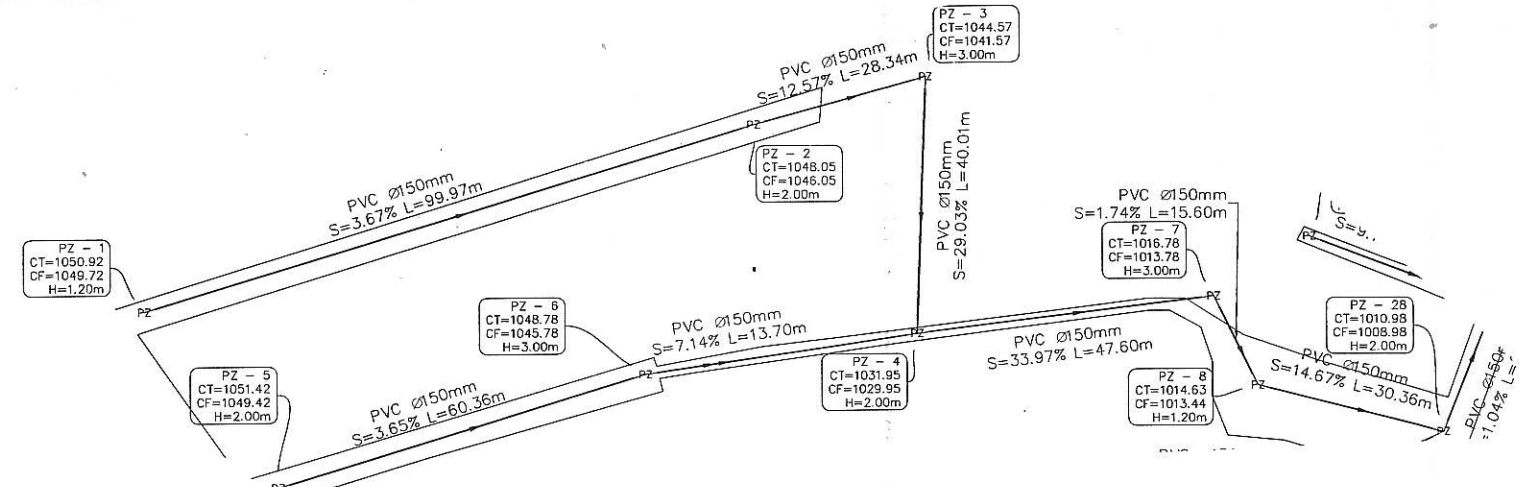 PZ - 3
CT=1044.57
CF=1041.57
H=3.00m
PVC Ø150mm
S=12.57% L=28.34m
PZ
PZ
PZ - 2
CT=1048.05
CF=1046.05
H=2.00m
PVC Ø150mm
S=3.67% L=99.97m
PVC Ø150mm
S=29.03% L=40.01m
PZ - 1
CT=1050.92
CF=1049.72
H=1.20m
PZ
PVC Ø150mm
S=1.74% L=15.60m
PZ - 7
CT=1016.78
CF=1013.78
H=3.00m
PZ
PZ
PZ - 28
CT=1010.98
CF=1008.98
H=2.00m
PZ - 6
CT=1048.78
CF=1045.78
H=3.00m
PVC Ø150mm
S=7.14% L=13.70m
PZ
PZ
PVC Ø150mm
S=33.97% L=47.60m
PZ - 4
CT=1031.95
CF=1029.95
H=2.00m
PZ - 5
CT=1051.42
CF=1049.42
H=2.00m
PVC Ø150mm
S=3.65% L=60.36m
PZ
PZ - 8
CT=1014.63
CF=1013.44
H=1.20m
PZ
PVC Ø150mm
S=14.67% L=30.36m
PZ
PVC Ø150
1.04% L=